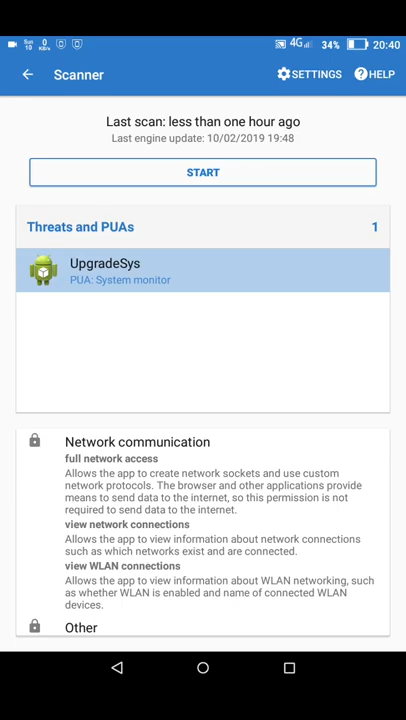 Sun
10
0
KB/s
4G
34%
20:40
Scanner
SETTINGS
HELP
Last scan: less than one hour ago
Last engine update: 10/02/2019 19:48
START
Threats and PUAs
1
UpgradeSys
PUA: System monitor
Network communication
full network access
Allows the app to create network sockets and use custom
network protocols. The browser and other applications provide
means to send data to the internet, so this permission is not
required to send data to the internet.
view network connections
Allows the app to view information about network connections
such as which networks exist and are connected.
view WLAN connections
Allows the app to view information about WLAN networking, such
as whether WLAN is enabled and name of connected WLAN
devices.
Other